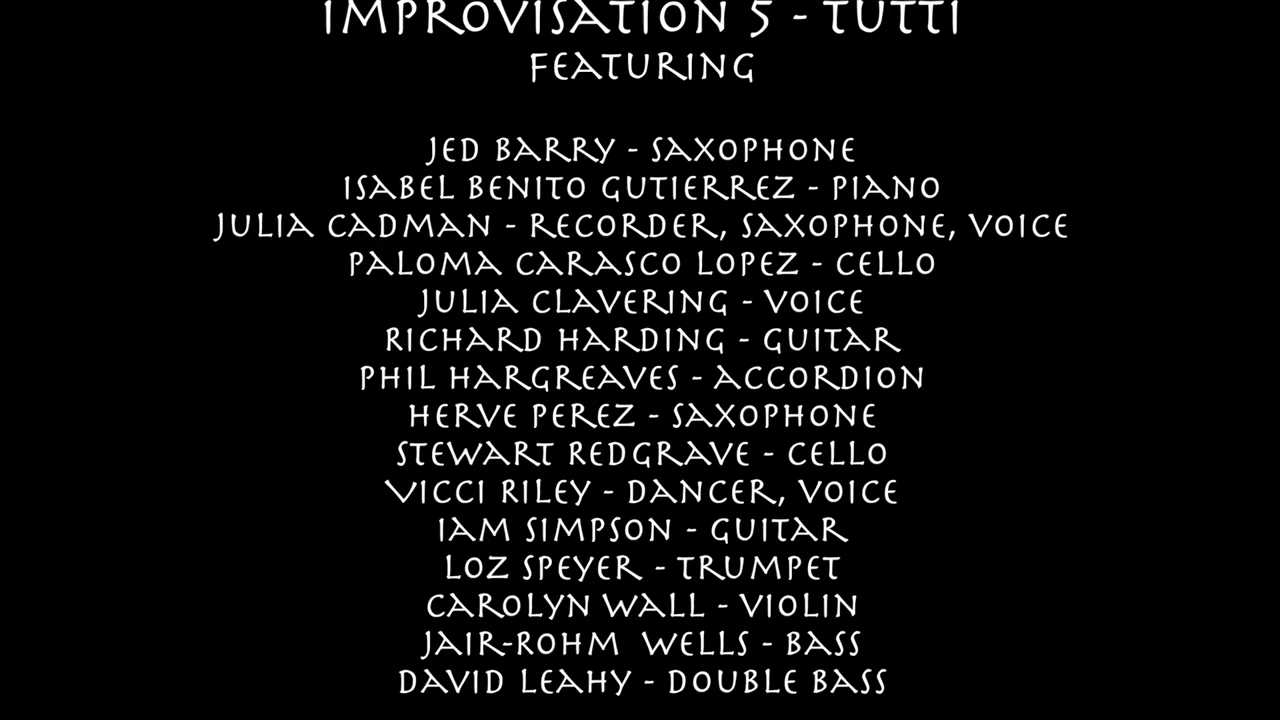 IMPROVISATION 5 - TUTTI
FEATURING
JED BARRY - SAXOPHONE
ISABEL BENITO GUTIERREZ - PIANO
JULIA CADMAN - RECORDER, SAXOPHONE, VOICE
PALOMA CARASCO LOPEZ - CELLO
JULIA CLAVERING - VOICE
RICHARD HARDING - GUITAR
PHIL HARGREAVES - ACCORDION
HERVE PEREZ - SAXOPHONE
STEWART REDGRAVE - CELLO
VICCI RILEY - DANCER, VOICE
IAM SIMPSON - GUITAR
LOZ SPEYER - TRUMPET
CAROLYN WALL - VIOLIN
JAIR-ROHM WELLS - BASS
DAVID LEAHY - DOUBLE BASS